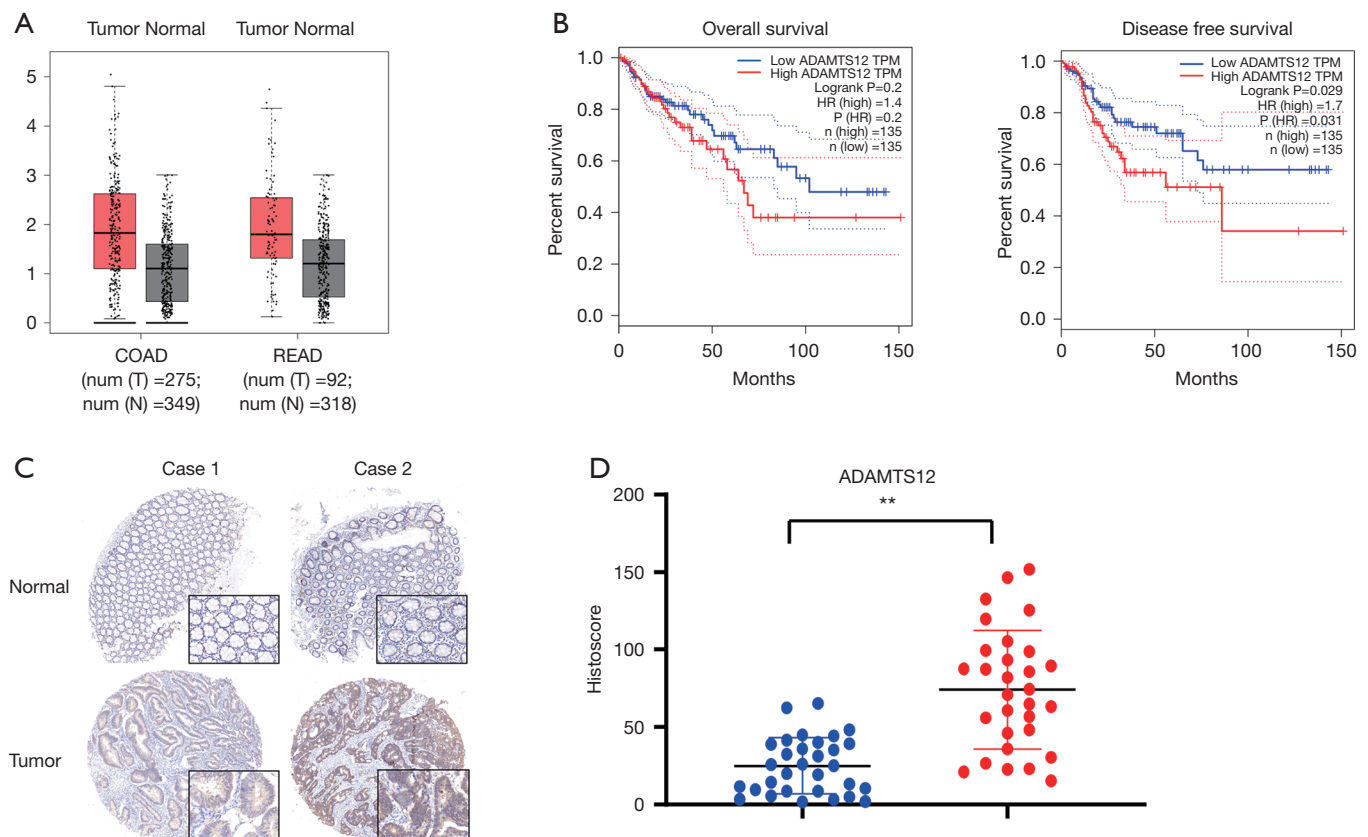 A
Tumor Normal Tumor Normal
5
4
3
2
1
0
COAD
(num (T) =275;
num (N) =349)
READ
(num (T) =92;
num (N) =318)
B
Overall survival
Low ADAMTS12 TPM
High ADAMTS12 TPM
Logrank P=0.2
HR (high) =1.4
P (HR) =0.2
n (high) =135
n (low) =135
Percent survival
1.0
0.8
0.6
0.4
0.2
0.0
0 50 100 150
Months
Disease free survival
Low ADAMTS12 TPM
High ADAMTS12 TPM
Logrank P=0.029
HR (high) =1.7
P (HR) =0.031
n (high) =135
n (low) =135
Percent survival
1.0
0.8
0.6
0.4
0.2
0.0
0 50 100 150
Months
C
Case 1 Case 2
Normal
Tumor
D
ADAMTS12
**
Histoscore
200
150
100
50
0